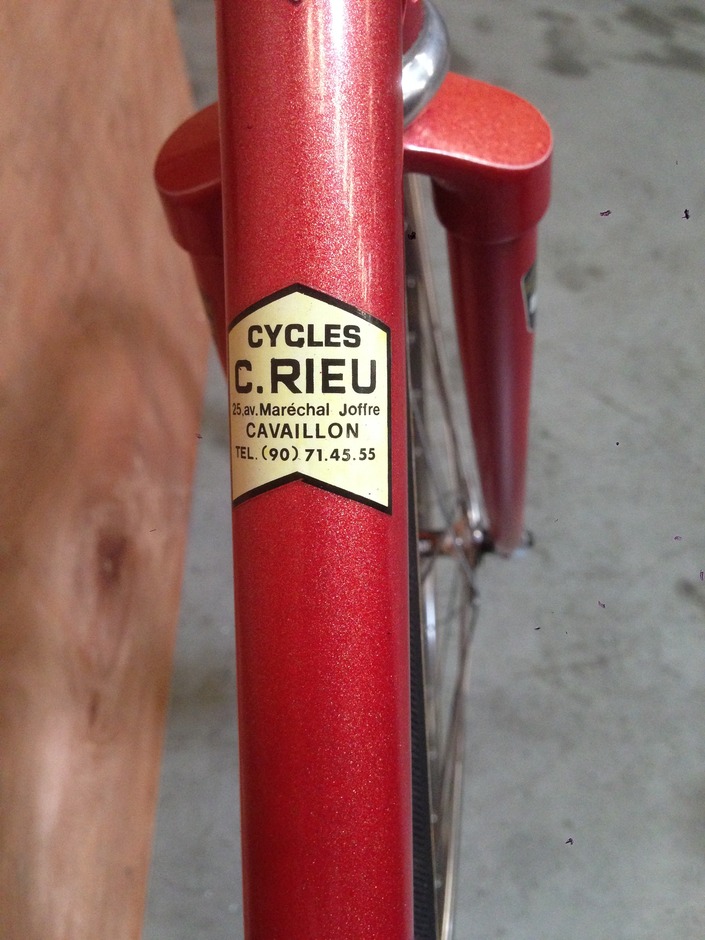 CYCLES
C.RIEU
25,av.Maréchal Joffre
CAVAILLON
TEL.(90) 71.45.55